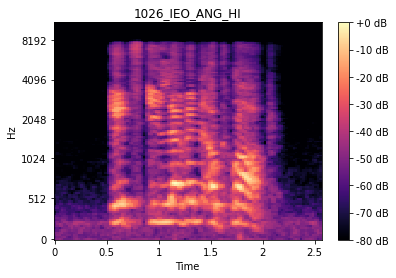 1026_IEO_ANG_HI
+0 dB
8192
-10 dB
4096
-20 dB
-30 dB
Hz
2048
-40 dB
1024
-50 dB
512
-60 dB
-70 dB
0
-80 dB
0 0.5 1 1.5 2 2.5
Time